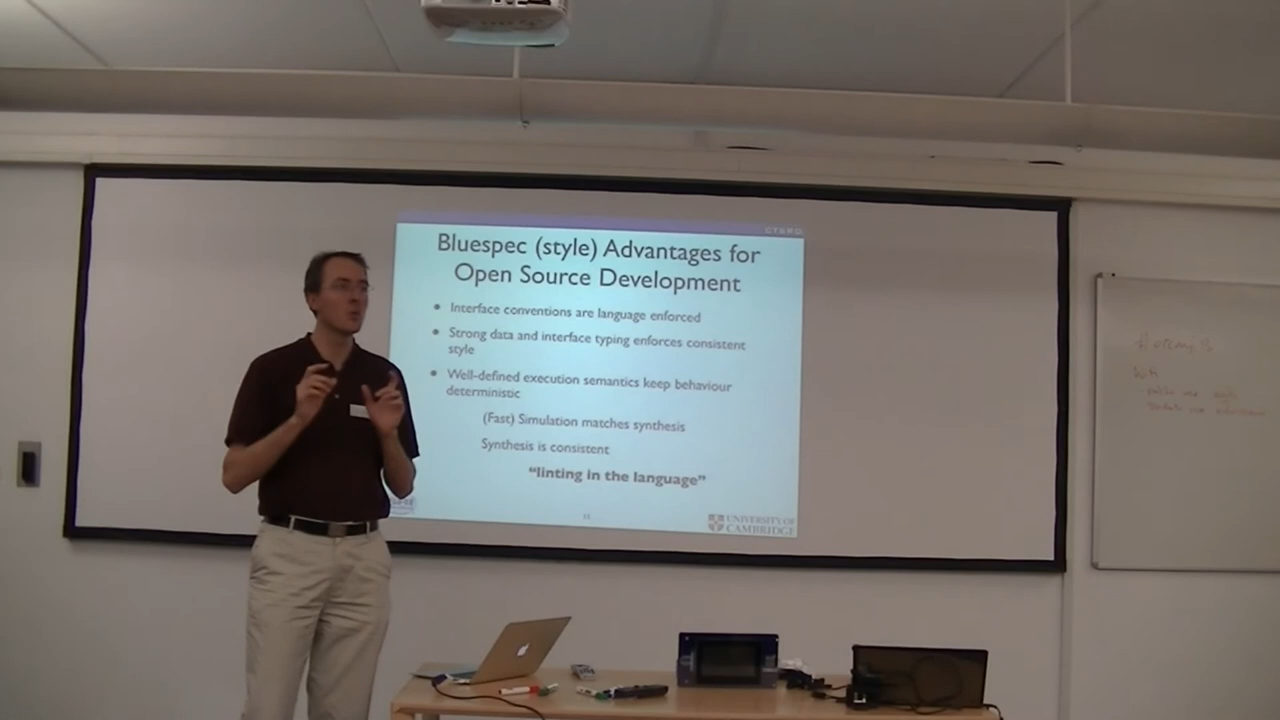 CTSRD
Bluespec (style) Advantages for
Open Source Development
• Interface conventions are language enforced
• Strong data and interface typing enforces consistent
style
• Well-defined execution semantics keep behaviour
deterministic
(Fast) Simulation matches synthesis
Synthesis is consistent
“linting in the language”
UNIVERSITY OF
CAMBRIDGE